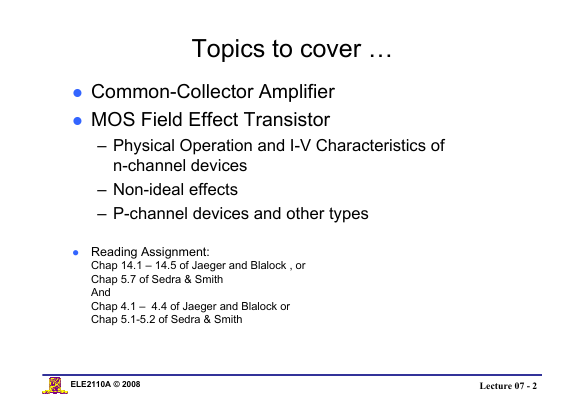 Topics to cover …
● Common-Collector Amplifier
● MOS Field Effect Transistor
– Physical Operation and I-V Characteristics of
n-channel devices
– Non-ideal effects
– P-channel devices and other types
● Reading Assignment:
Chap 14.1 – 14.5 of Jaeger and Blalock , or
Chap 5.7 of Sedra & Smith
And
Chap 4.1 – 4.4 of Jaeger and Blalock or
Chap 5.1-5.2 of Sedra & Smith
ELE2110A © 2008
Lecture 07 - 2